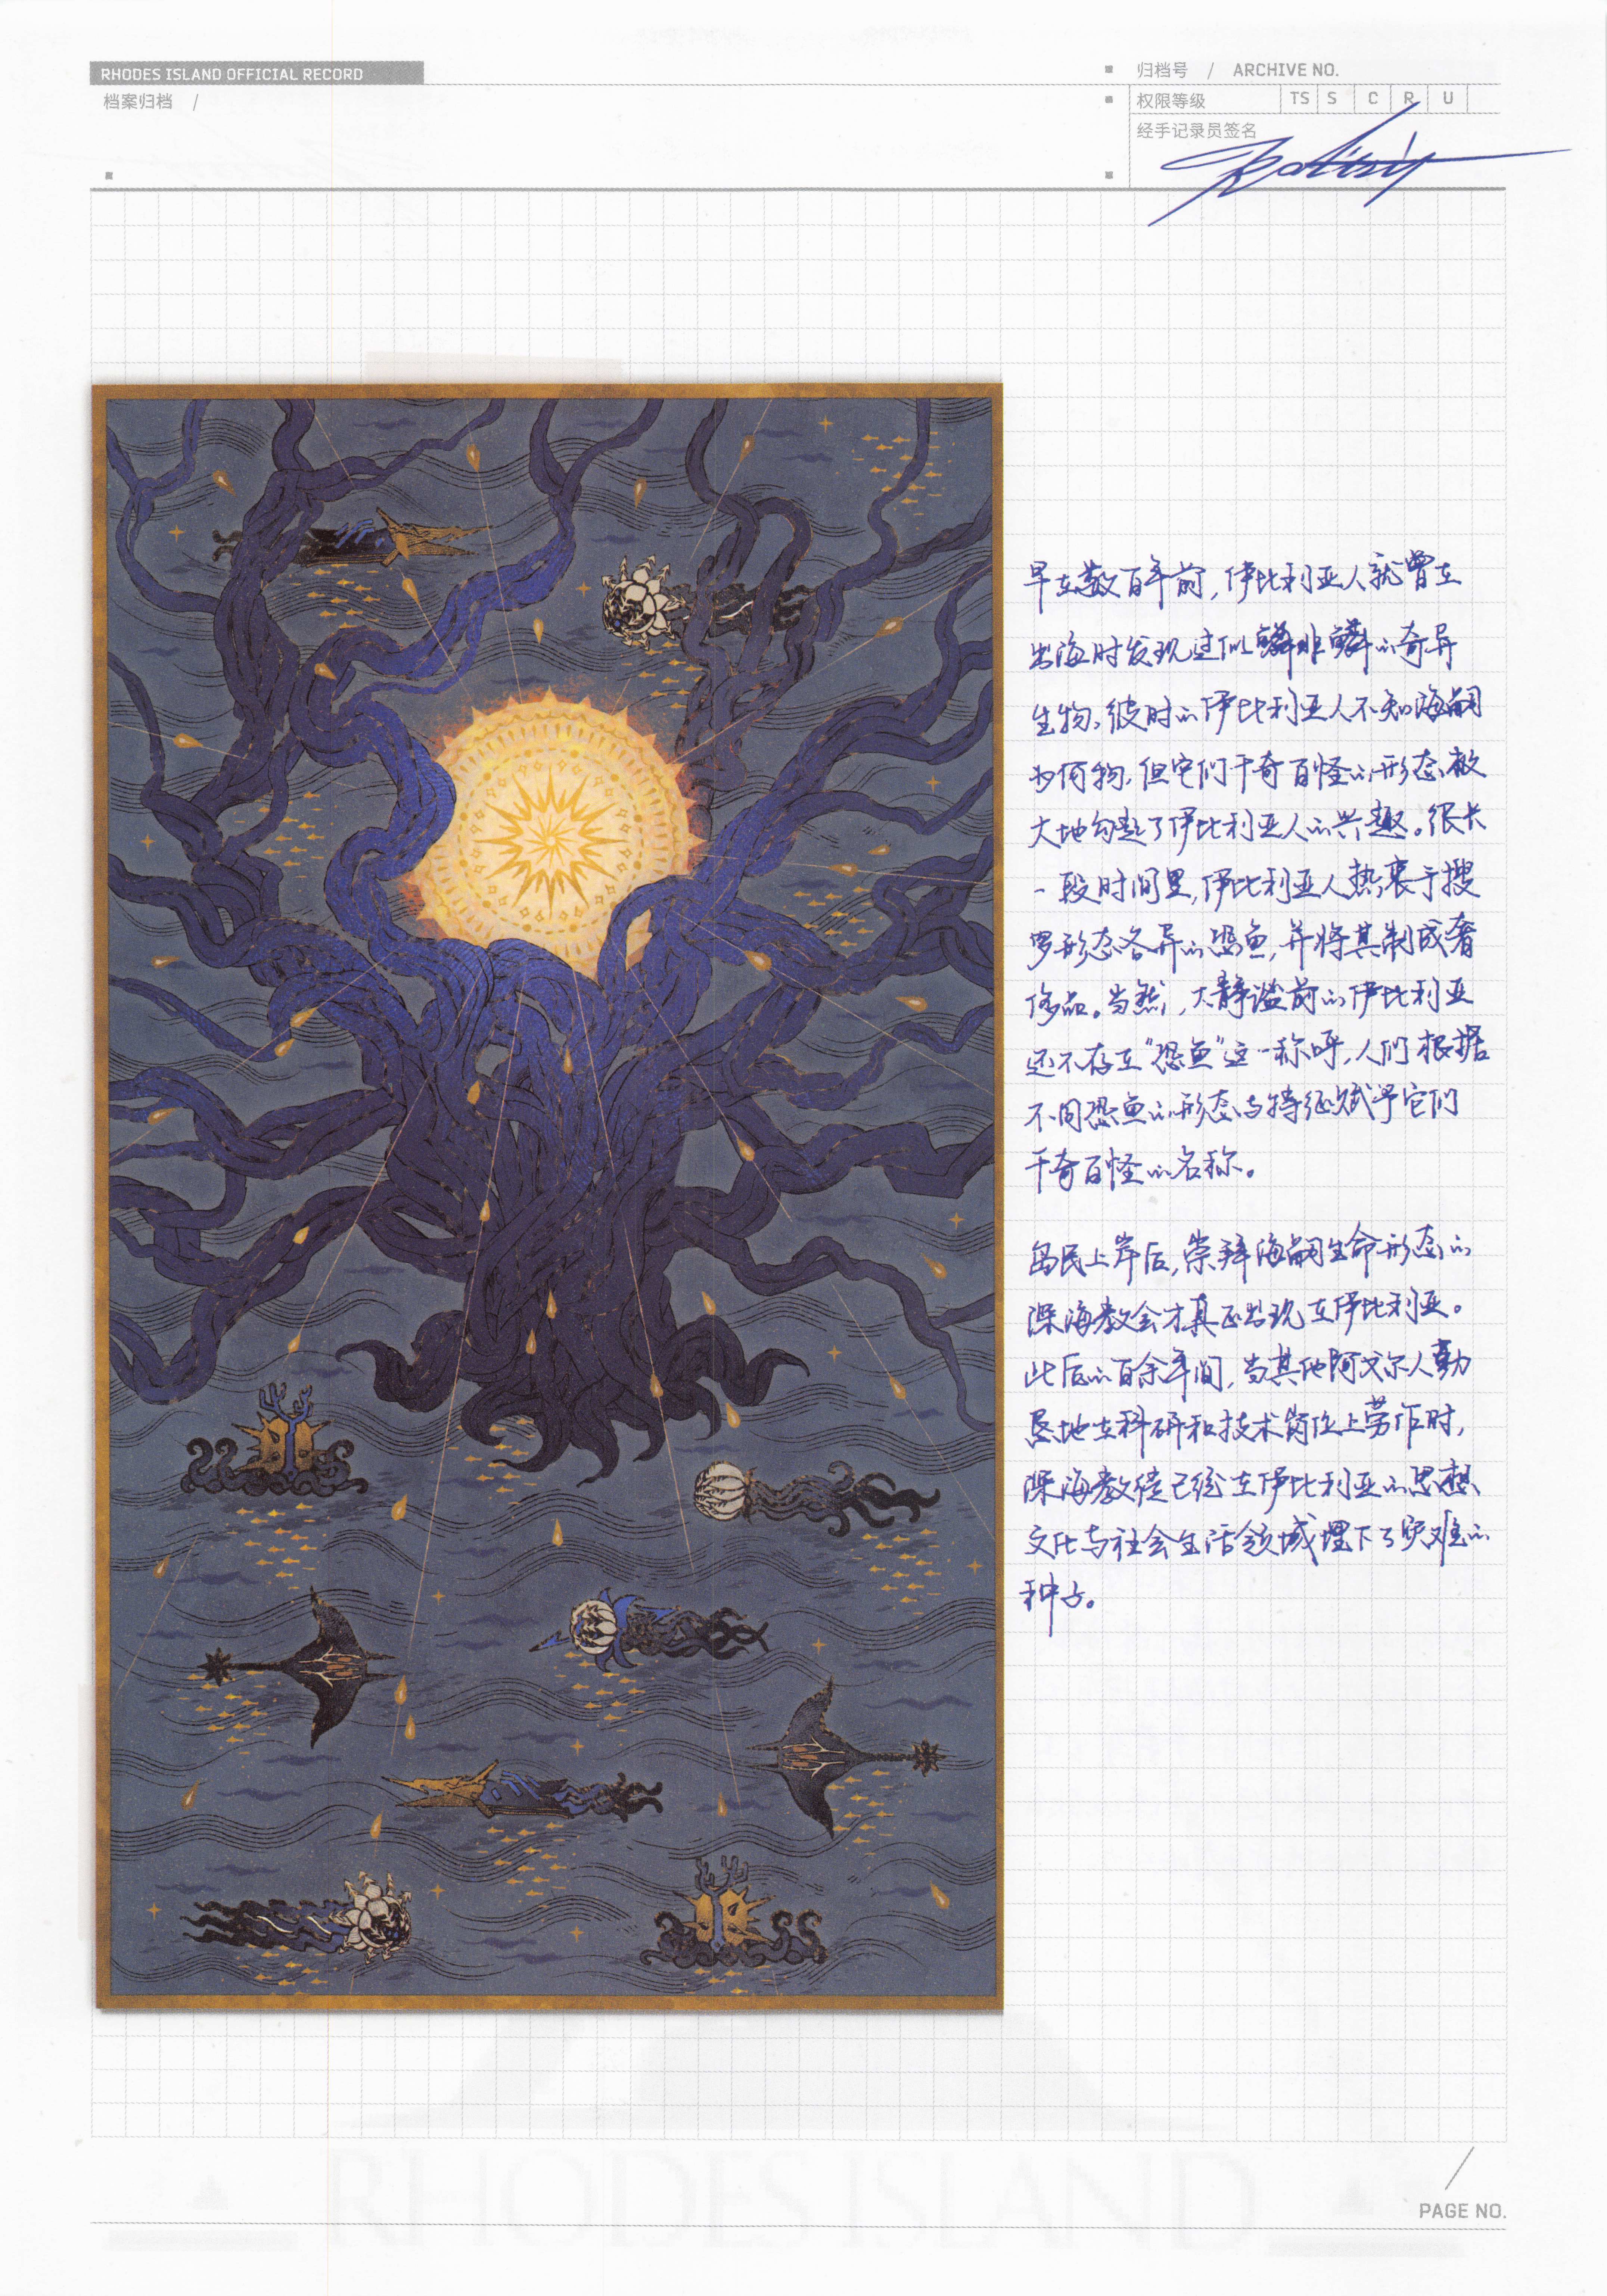 RHODES ISLAND OFFICIAL RECORD
档案归档 /
归档号 / ARCHIVE NO.
权限等级 TS S C R U
经手记录员签名
早在数百年前,伊比利亚人就曾在
出海时发现过似鳞非鳞的奇异
生物,彼时的伊比利亚人不知海嗣
为何物,但它们千奇百怪的形态极
大地勾起了伊比利亚人的兴趣。很长
一段时间里,伊比利亚人热衷于搜
罗形态各异的恐鱼,并将其制成奢
侈品。当然,大静谧前的伊比利亚
还不存在“恐鱼”这一称呼,人们根据
不同恐鱼的形态与特征赋予它们
千奇百怪的名称。
岛民上岸后,崇拜海嗣生命形态的
深海教会才真正出现在伊比利亚。
此后的百余年间,当其他阿戈尔人勤
恳地在科研和技术岗位上劳作时,
深海教徒已经在伊比利亚的思想、
文化与社会生活领域埋下了灾难的
种子。
RHODES ISLAND
PAGE NO.